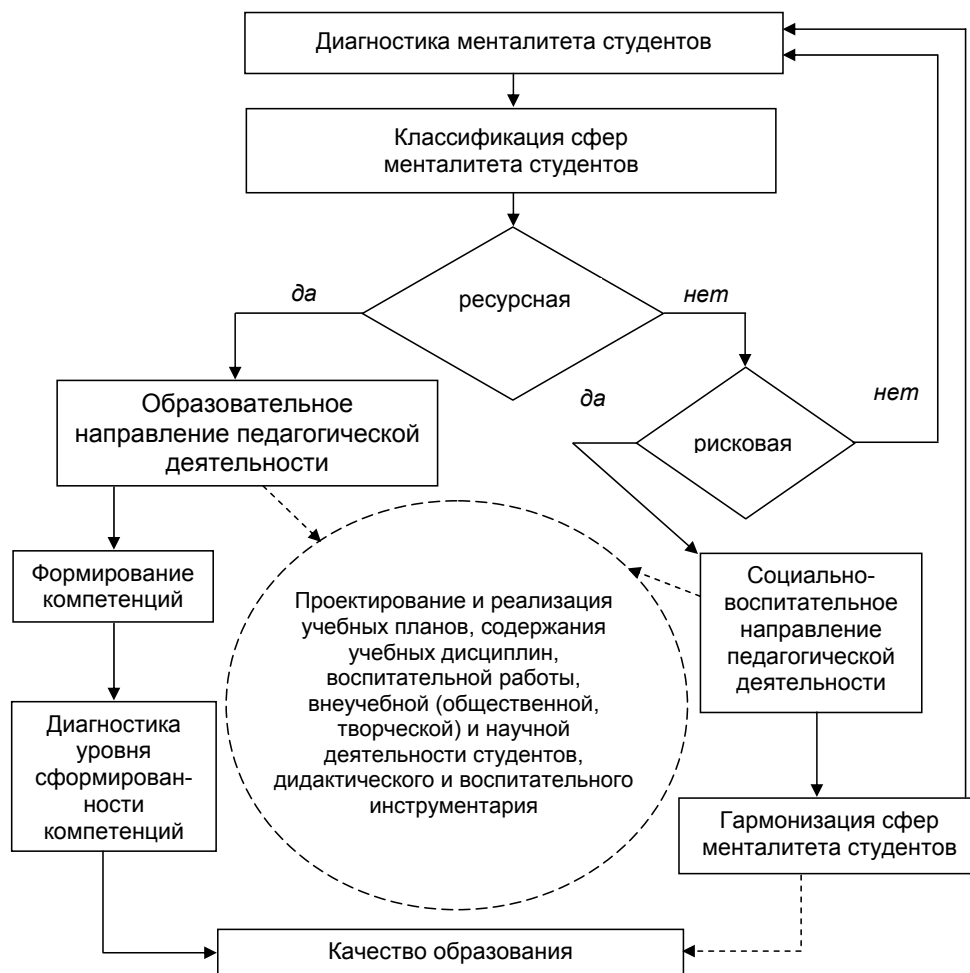 Диагностика менталитета студентов
Классификация сфер
менталитета студентов
да
ресурсная
нет
Образовательное
направление педагогической
деятельности
да
рисковая
нет
Формирование
компетенций
Проектирование и реализация
учебных планов, содержания
учебных дисциплин,
воспитательной работы,
внеучебной (общественной,
творческой) и научной
деятельности студентов,
дидактического и воспитательного
инструментария
Социально-
воспитательное
направление
педагогической
деятельности
Диагностика
уровня
сформирован-
ности
компетенций
Гармонизация сфер
менталитета студентов
Качество образования